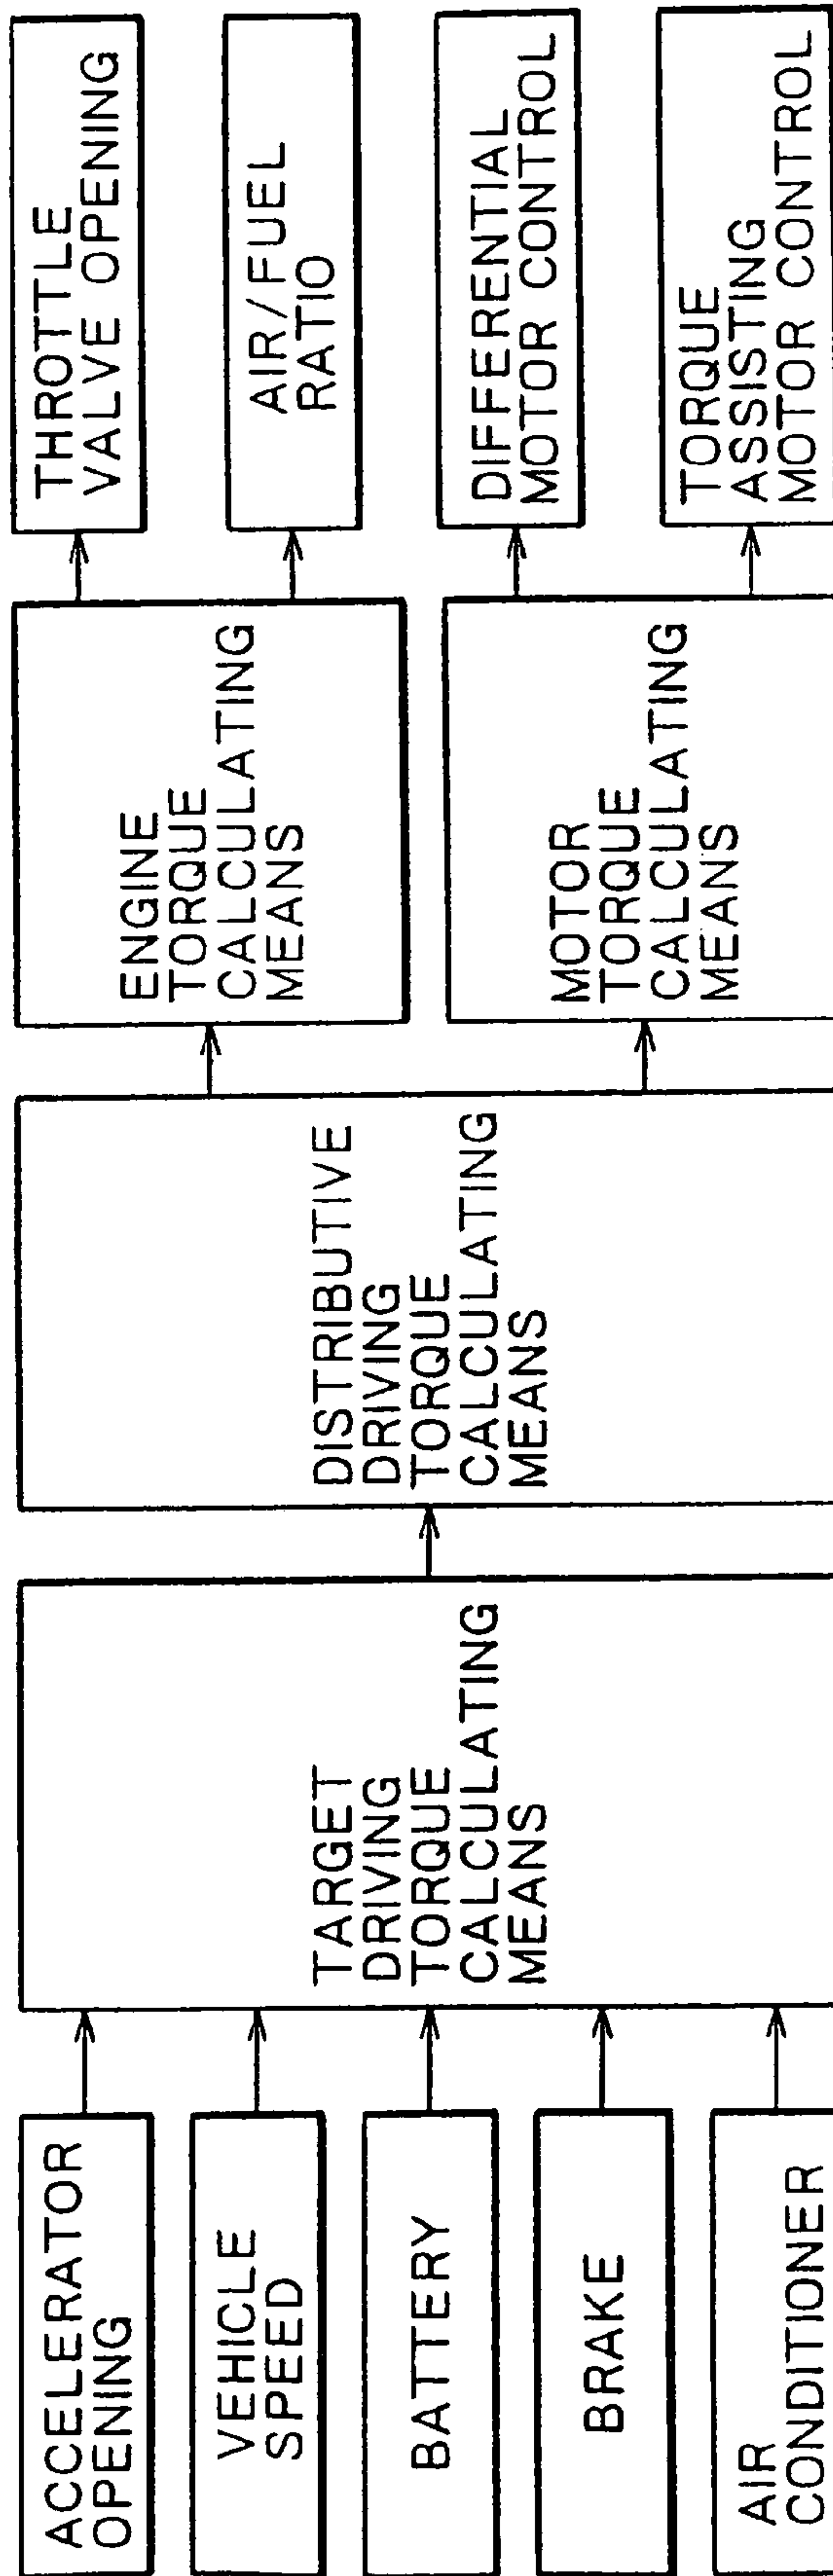 ACCELERATOR
OPENING
VEHICLE
SPEED
BATTERY
BRAKE
AIR
CONDITIONER
TARGET
DRIVING
TORQUE
CALCULATING
MEANS
DISTRIBUTIVE
DRIVING
TORQUE
CALCULATING
MEANS
ENGINE
TORQUE
CALCULATING
MEANS
MOTOR
TORQUE
CALCULATING
MEANS
THROTTLE
VALVE OPENING
AIR/FUEL
RATIO
DIFFERENTIAL
MOTOR CONTROL
TORQUE
ASSISTING
MOTOR CONTROL